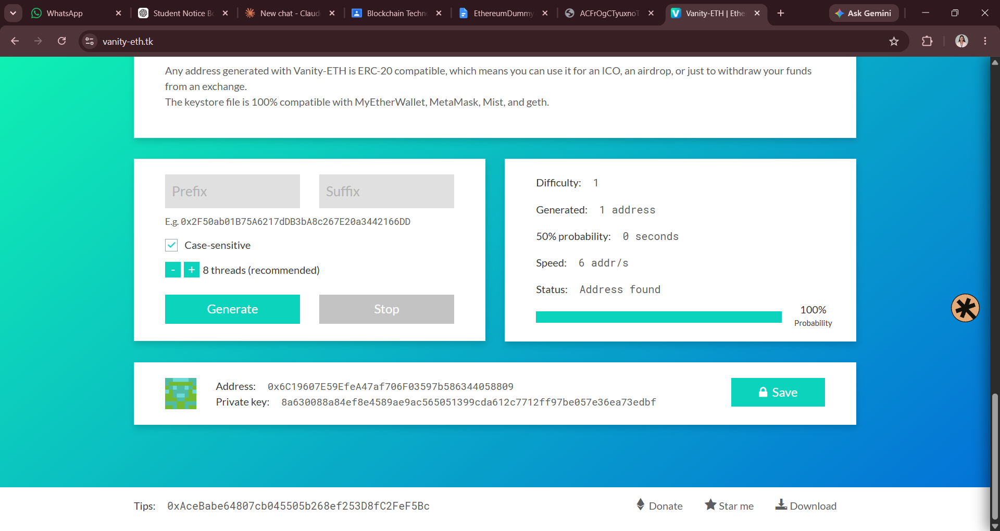 WhatsApp
Student Notice Bo
New chat - Claud
Blockchain Techno
EthereumDummy
ACFrOgCTyuxnoT
Vanity-ETH | Ethe
Ask Gemini
vanity-eth.tk
Any address generated with Vanity-ETH is ERC-20 compatible, which means you can use it for an ICO, an airdrop, or just to withdraw your funds
from an exchange.
The keystore file is 100% compatible with MyEtherWallet, MetaMask, Mist, and geth.
Prefix
Suffix
E.g. 0x2F50ab01B75A6217dDB3bA8c267E20a3442166DD
Case-sensitive
- + 8 threads (recommended)
Generate
Stop
Difficulty: 1
Generated: 1 address
50% probability: 0 seconds
Speed: 6 addr/s
Status: Address found
100%
Probability
Address: 0x6C19607E59EfeA47af706F03597b586344058809
Private key: 8a630088a84ef8e4589ae9ac565051399cda612c7712ff97be057e36ea73edbf
Save
Tips: 0xAceBabe64807cb045505b268ef253D8fC2FeF5Bc
Donate
Star me
Download